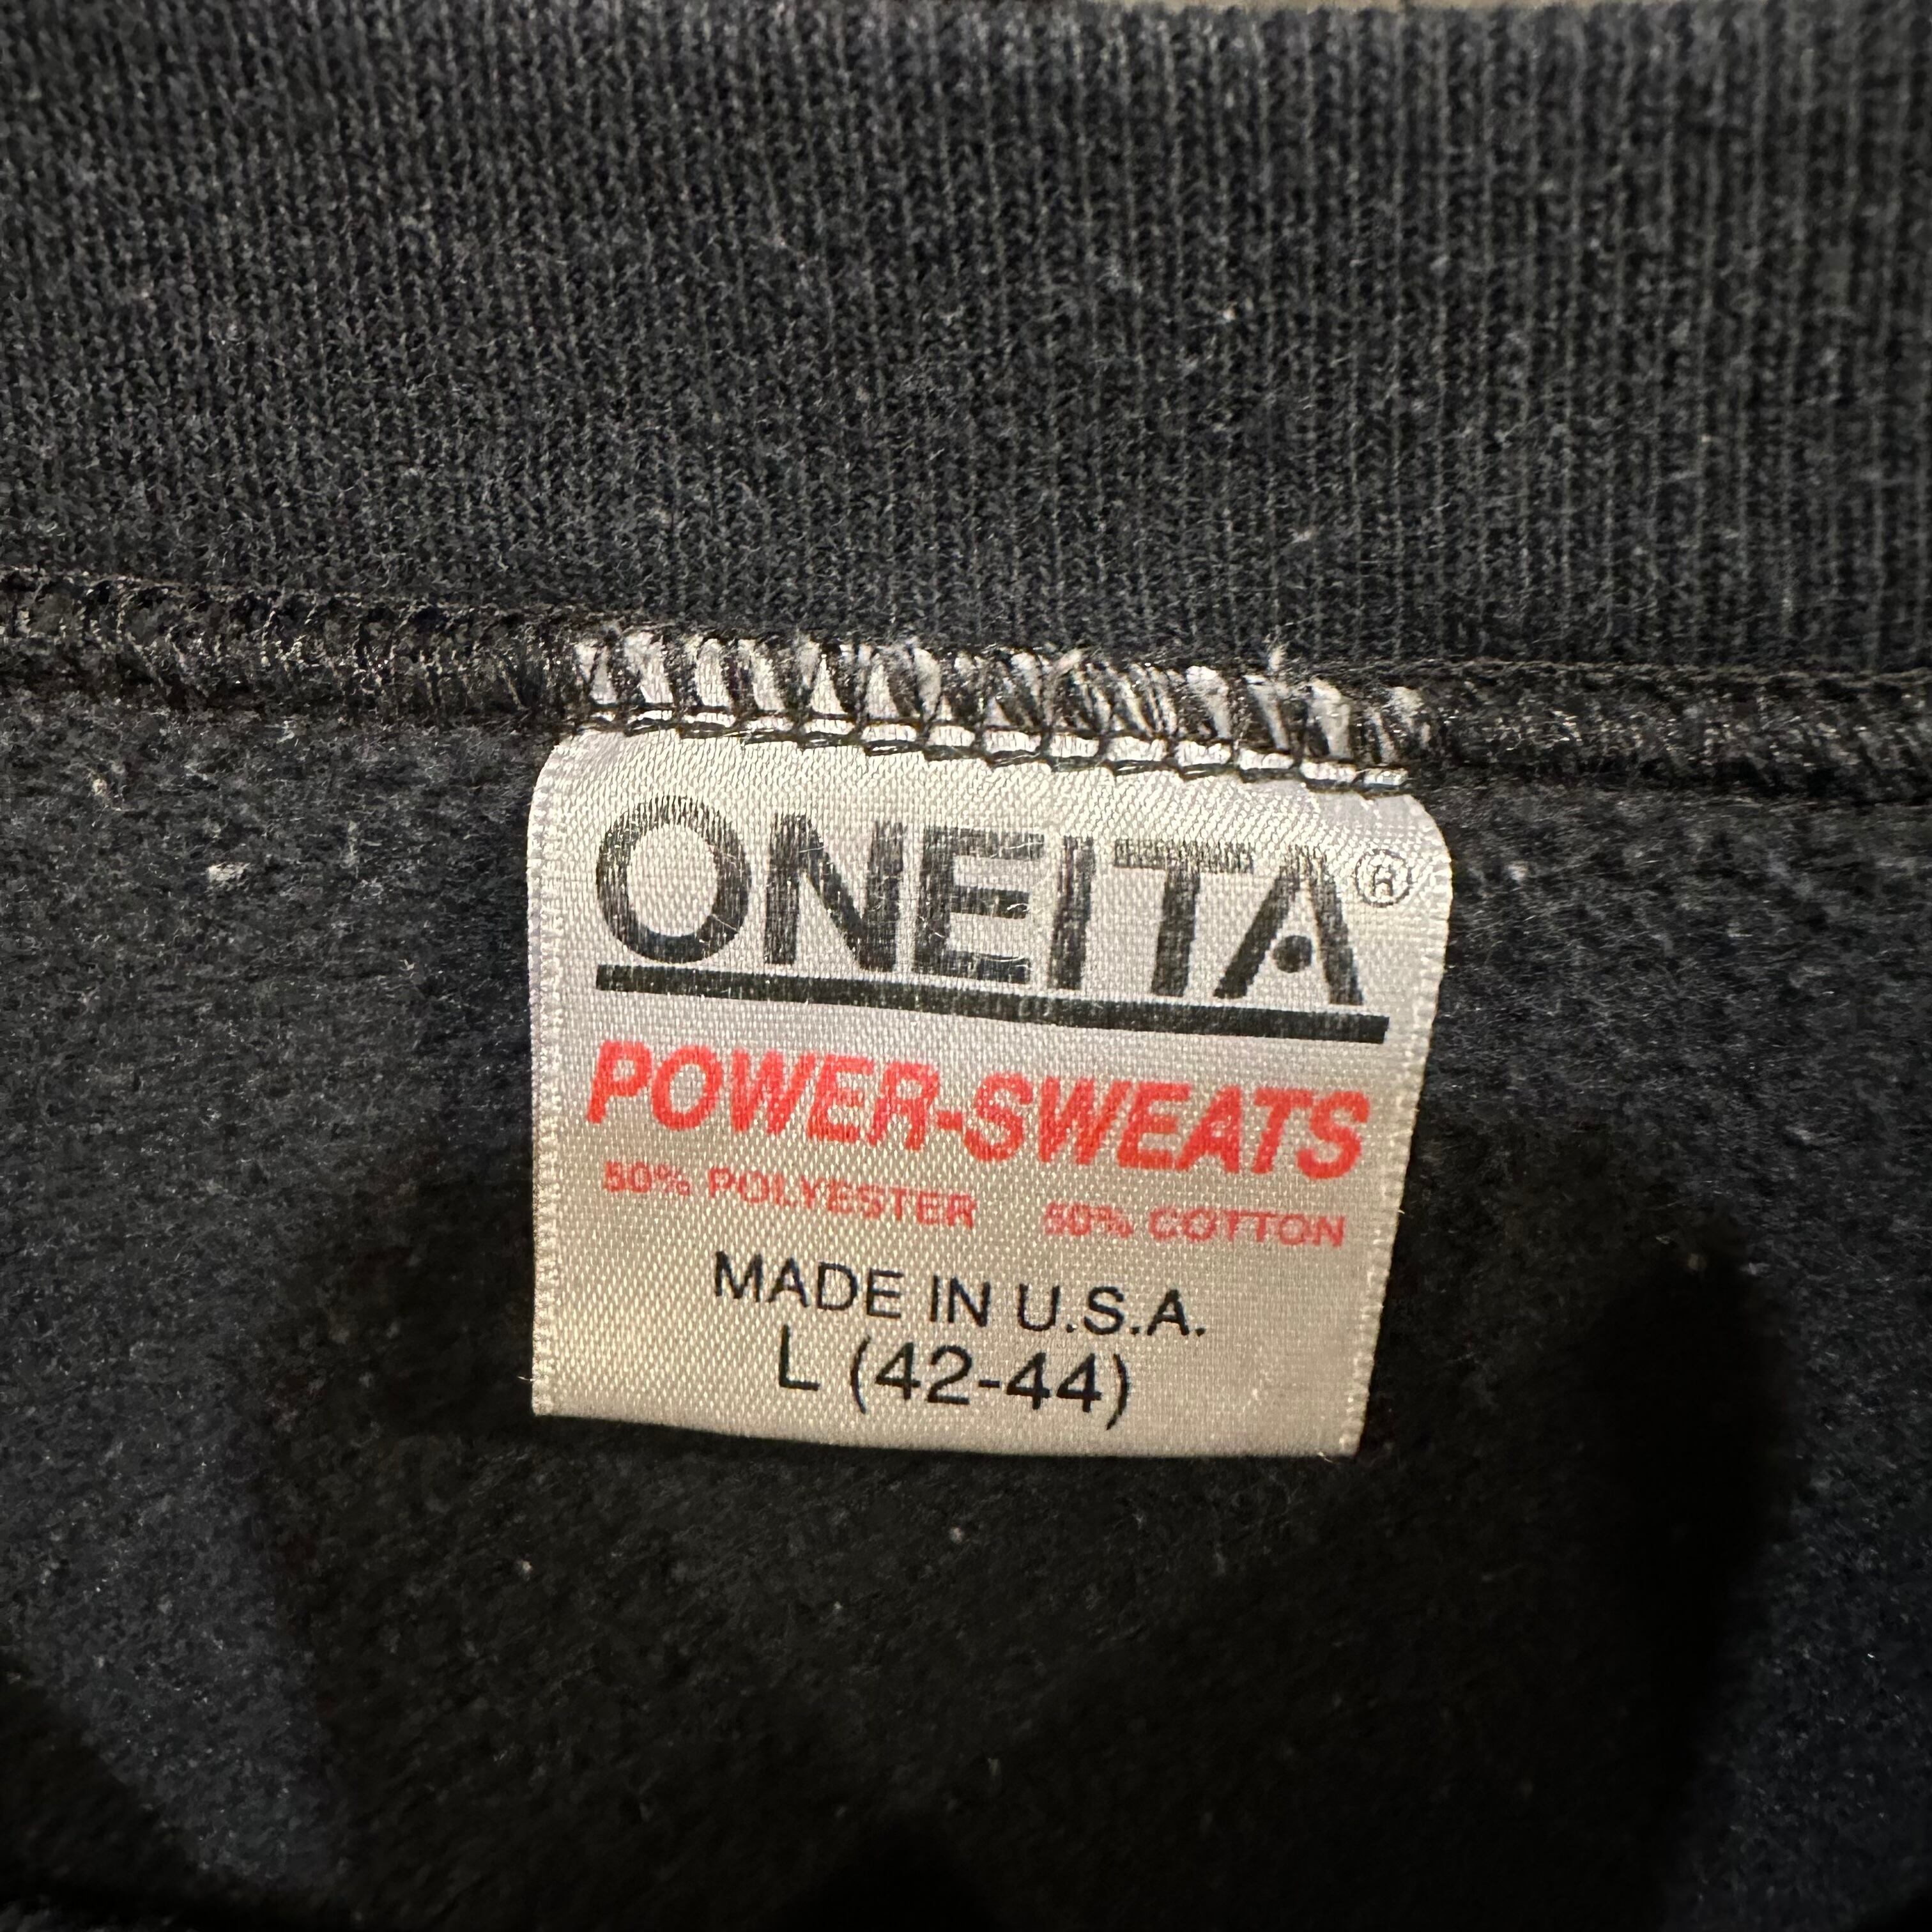 ONEITA®
POWER-SWEATS
50% POLYESTER 50% COTTON
MADE IN U.S.A.
L (42-44)